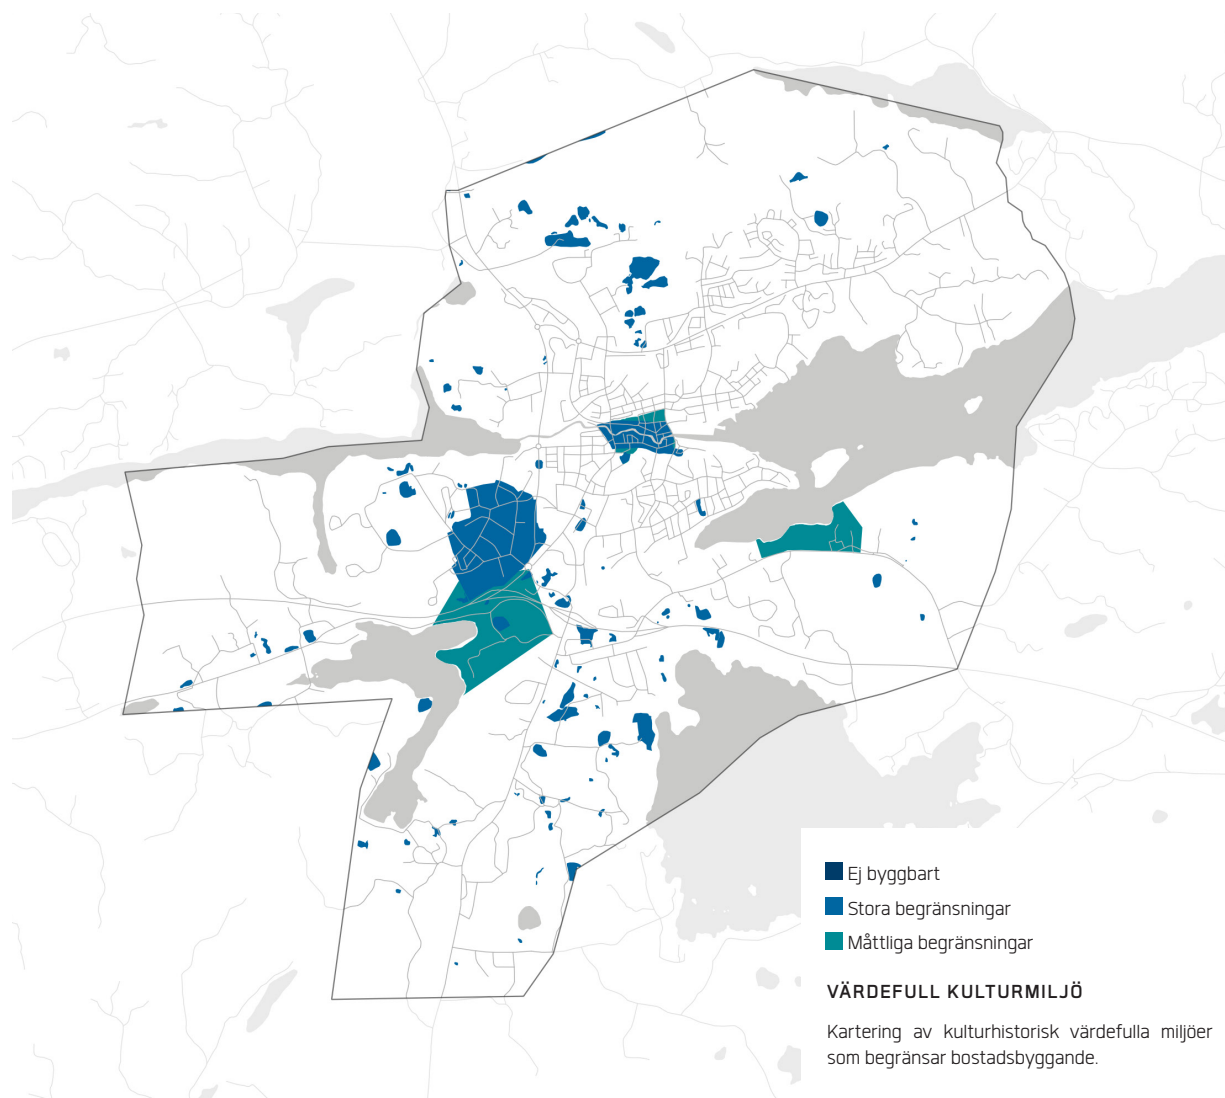 Ej byggbart
Stora begränsningar
Måttliga begränsningar
VÄRDEFULL KULTURMILJÖ
Kartering av kulturhistorisk värdefulla miljöer
som begränsar bostadsbyggande.